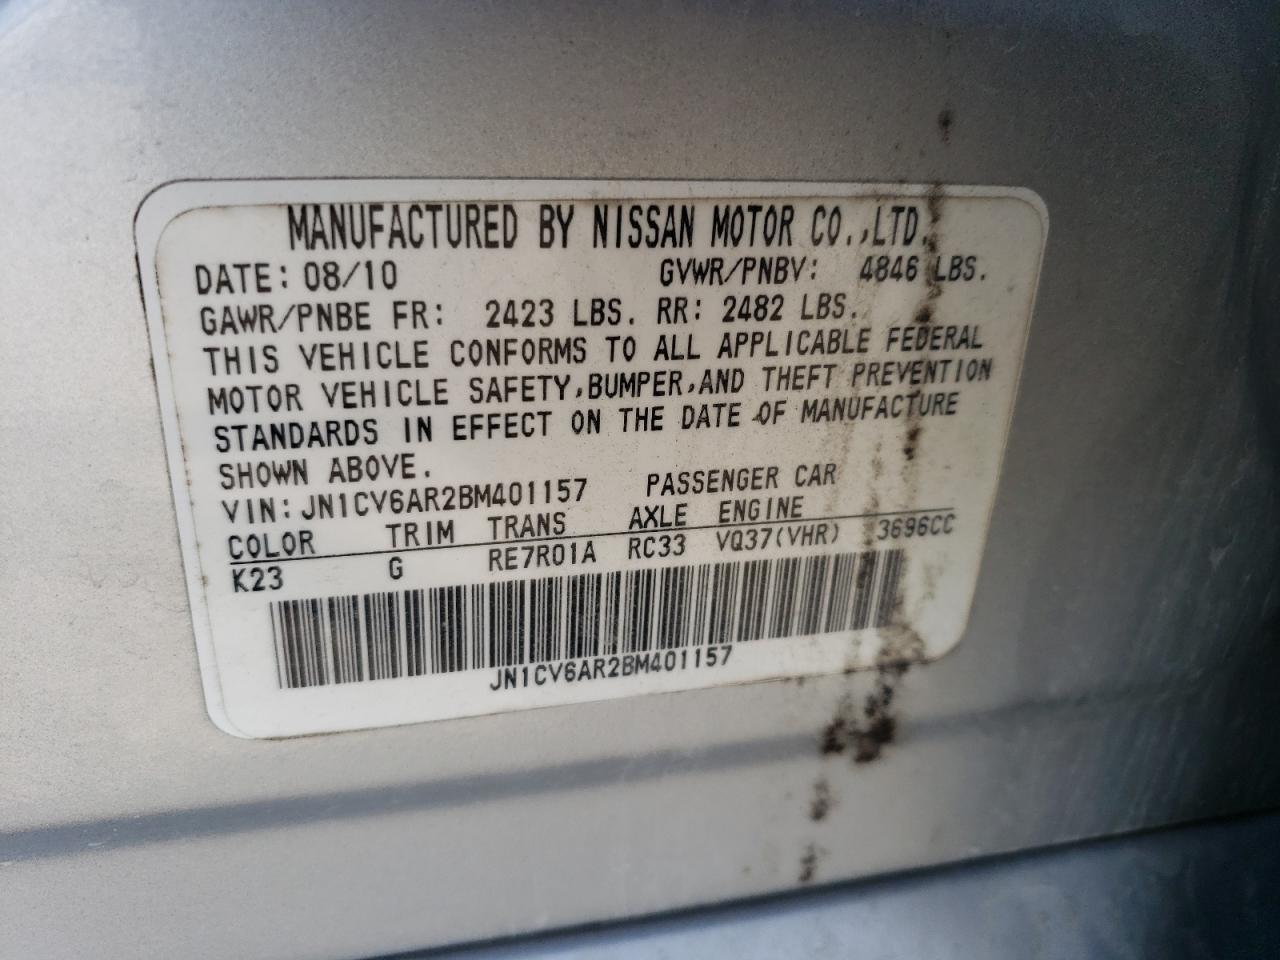 MANUFACTURED BY NISSAN MOTOR CO.,LTD.
DATE: 08/10 GVWR/PNBV: 4846 LBS.
GAWR/PNBE FR: 2423 LBS. RR: 2482 LBS.
THIS VEHICLE CONFORMS TO ALL APPLICABLE FEDERAL
MOTOR VEHICLE SAFETY,BUMPER,AND THEFT PREVENTION
STANDARDS IN EFFECT ON THE DATE OF MANUFACTURE
SHOWN ABOVE.
VIN: JN1CV6AR2BM401157 PASSENGER CAR
COLOR TRIM TRANS AXLE ENGINE
K23 G RE7R01A RC33 VQ37(VHR) 3696CC
JN1CV6AR2BM401157